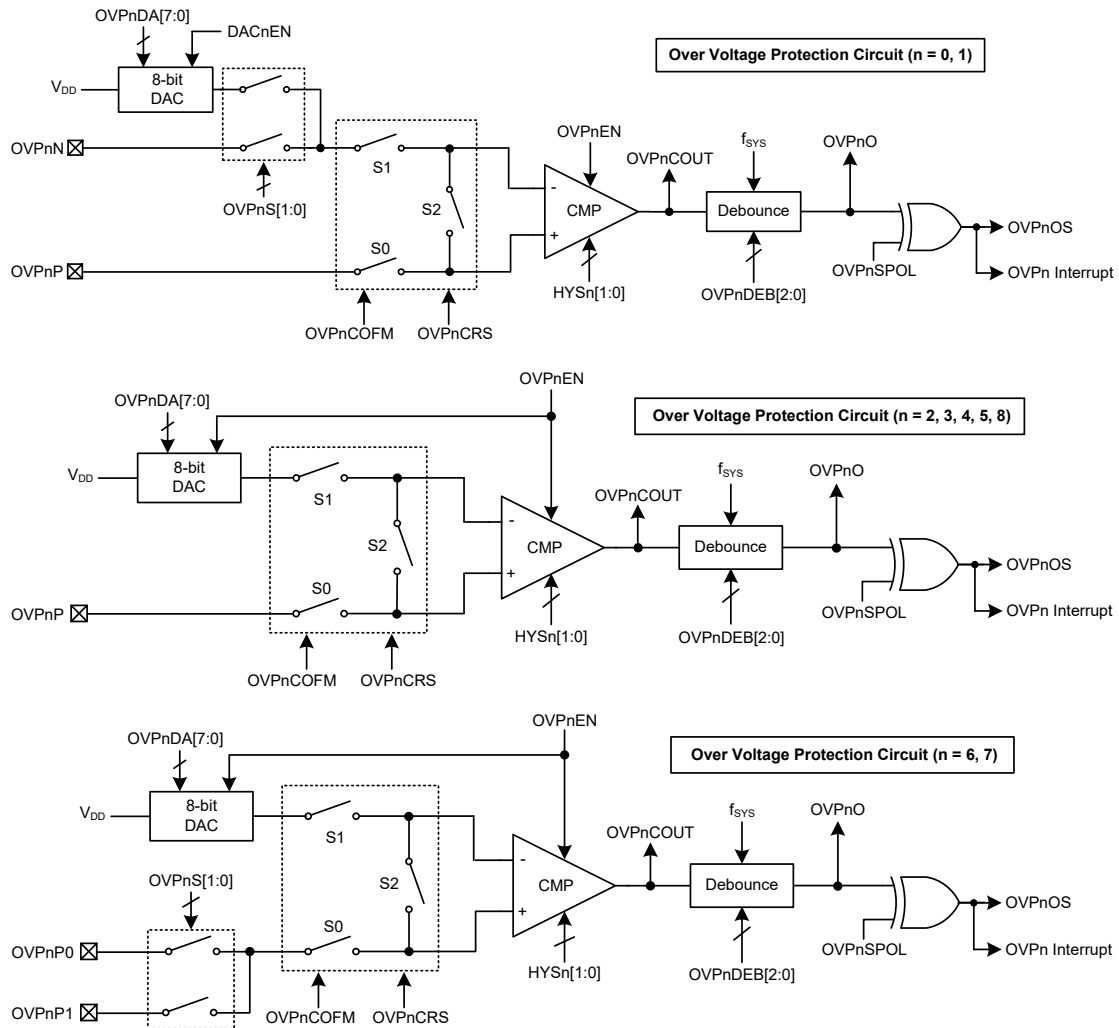 OVPnDA[7:0]
DACnEN
Over Voltage Protection Circuit (n = 0, 1)
VDD
8-bit
DAC
OVPnN
OVPnS[1:0]
S1
S2
S0
OVPnP
OVPnCOFM
OVPnCRS
OVPnEN
-
CMP
+
HYSn[1:0]
OVPnCOUT
fSYS
Debounce
OVPnDEB[2:0]
OVPnO
OVPnSPOL
OVPnOS
OVPn Interrupt
OVPnEN
OVPnDA[7:0]
Over Voltage Protection Circuit (n = 2, 3, 4, 5, 8)
VDD
8-bit
DAC
S1
S2
S0
OVPnP
OVPnCOFM
OVPnCRS
-
CMP
+
HYSn[1:0]
OVPnCOUT
fSYS
Debounce
OVPnDEB[2:0]
OVPnO
OVPnSPOL
OVPnOS
OVPn Interrupt
OVPnEN
OVPnDA[7:0]
Over Voltage Protection Circuit (n = 6, 7)
VDD
8-bit
DAC
OVPnS[1:0]
S1
S2
S0
OVPnP0
OVPnP1
OVPnCOFM
OVPnCRS
-
CMP
+
HYSn[1:0]
OVPnCOUT
fSYS
Debounce
OVPnDEB[2:0]
OVPnO
OVPnSPOL
OVPnOS
OVPn Interrupt